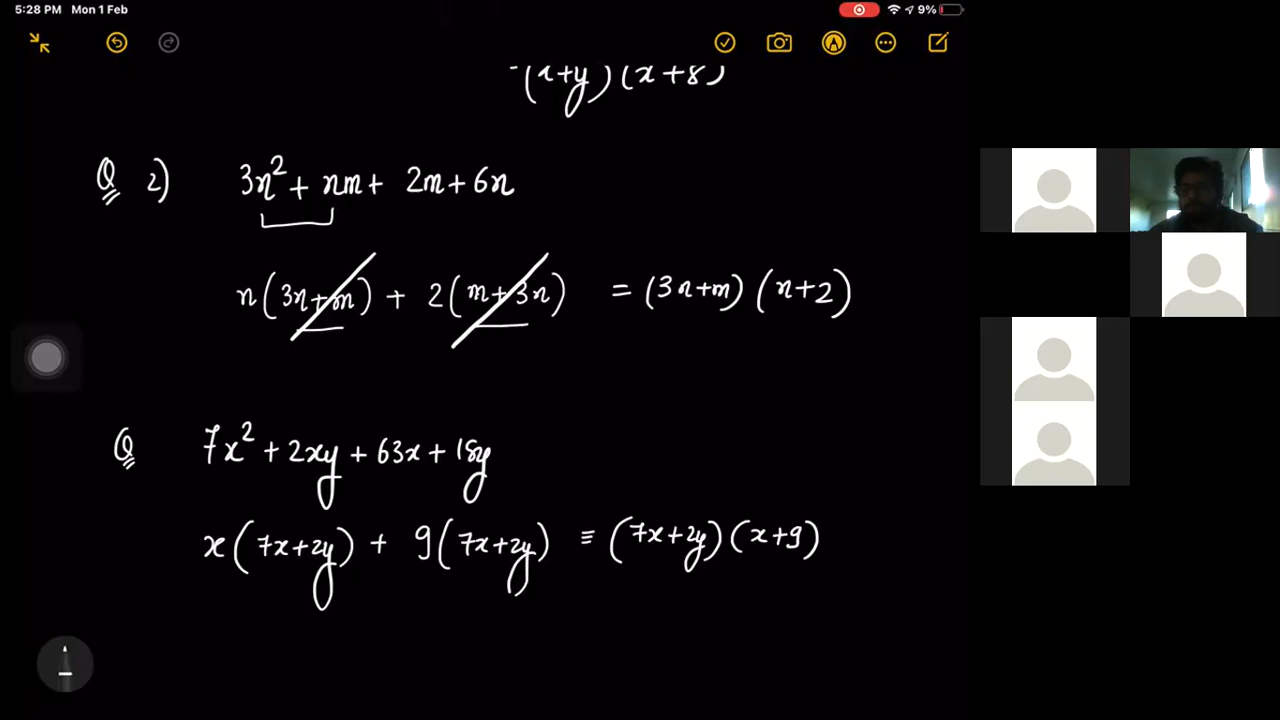 5:28 PM Mon 1 Feb 9%
(x+y)(x+8)
Q 2) 3n² + nm + 2m + 6n
n(3n+m) + 2(m+3n) = (3n+m)(n+2)
Q 7x² + 2xy + 63x + 18y
x(7x+2y) + 9(7x+2y) = (7x+2y)(x+9)